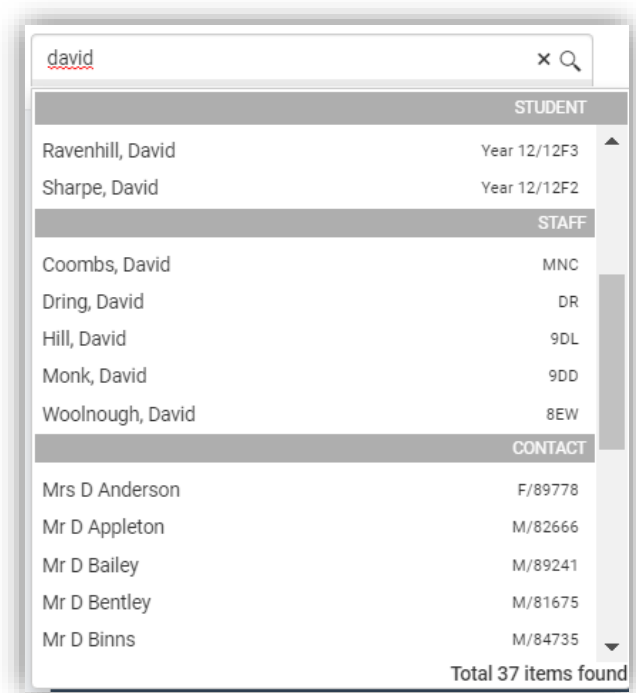 david
STUDENT
Ravenhill, David Year 12/12F3
Sharpe, David Year 12/12F2
STAFF
Coombs, David MNC
Dring, David DR
Hill, David 9DL
Monk, David 9DD
Woolnough, David 8EW
CONTACT
Mrs D Anderson F/89778
Mr D Appleton M/82666
Mr D Bailey M/89241
Mr D Bentley M/81675
Mr D Binns M/84735
Total 37 items found